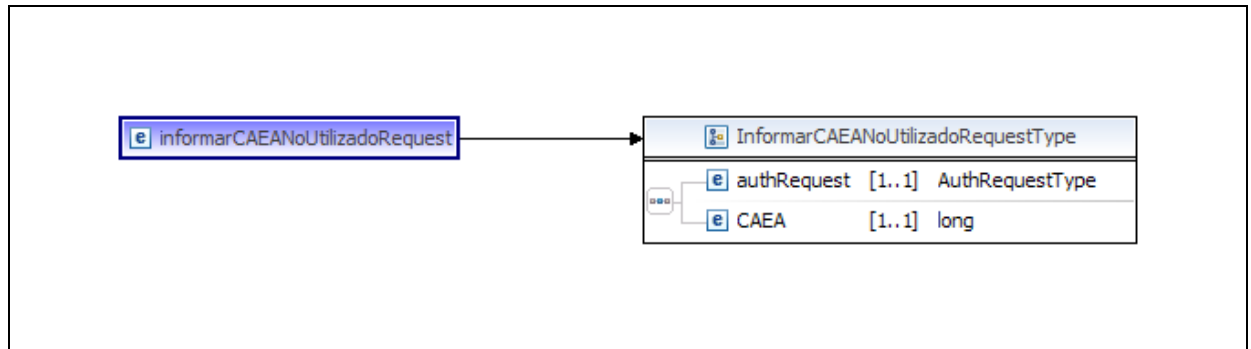 e informarCAEANoUtilizadoRequest
InformarCAEANoUtilizadoRequestType
e authRequest [1..1] AuthRequestType
e CAEA [1..1] long